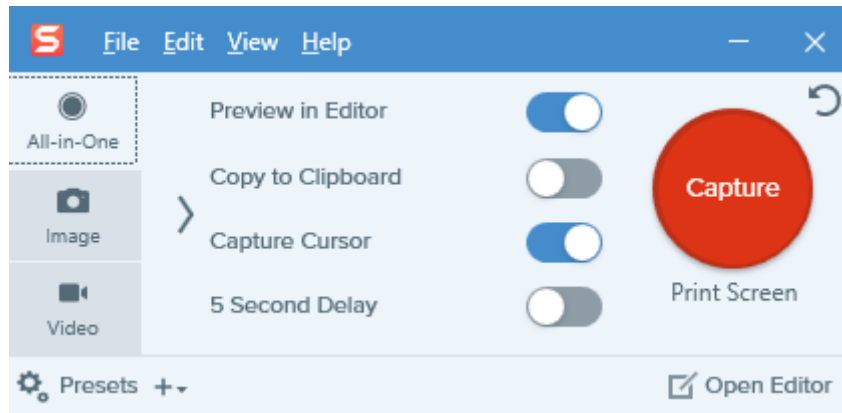 S File Edit View Help
All-in-One
Image
Video
Preview in Editor
Copy to Clipboard
Capture Cursor
5 Second Delay
Capture
Print Screen
Presets
Open Editor